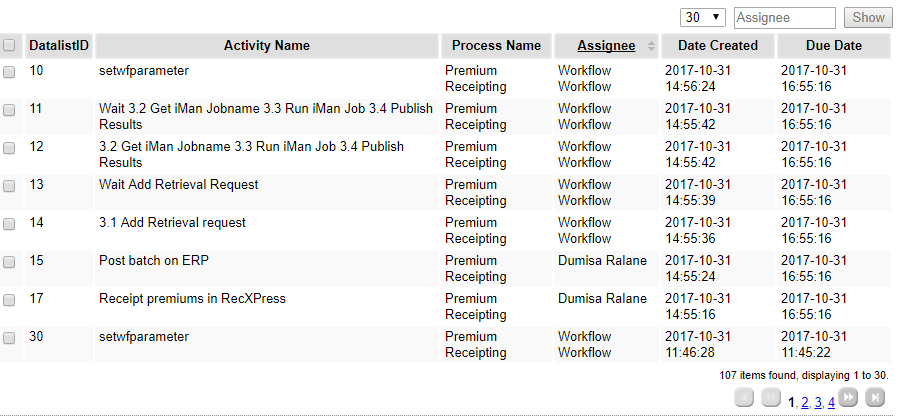 30 Assignee Show
DatalistID Activity Name Process Name Assignee Date Created Due Date
10 setwfparameter Premium Workflow 2017-10-31 2017-10-31
Receipting Workflow 14:56:24 16:55:16
11 Wait 3.2 Get iMan Jobname 3.3 Run iMan Job 3.4 Publish Premium Workflow 2017-10-31 2017-10-31
Results Receipting Workflow 14:55:42 16:55:16
12 3.2 Get iMan Jobname 3.3 Run iMan Job 3.4 Publish Premium Workflow 2017-10-31 2017-10-31
Results Receipting Workflow 14:55:42 16:55:16
13 Wait Add Retrieval Request Premium Workflow 2017-10-31 2017-10-31
Receipting Workflow 14:55:39 16:55:16
14 3.1 Add Retrieval request Premium Workflow 2017-10-31 2017-10-31
Receipting Workflow 14:55:36 16:55:16
15 Post batch on ERP Premium Dumisa Ralane 2017-10-31 2017-10-31
Receipting 14:55:24 16:55:16
17 Receipt premiums in RecXPress Premium Dumisa Ralane 2017-10-31 2017-10-31
Receipting 14:55:16 16:55:16
30 setwfparameter Premium Workflow 2017-10-31 2017-10-31
Receipting Workflow 11:46:28 11:45:22
107 items found, displaying 1 to 30.
1, 2, 3, 4